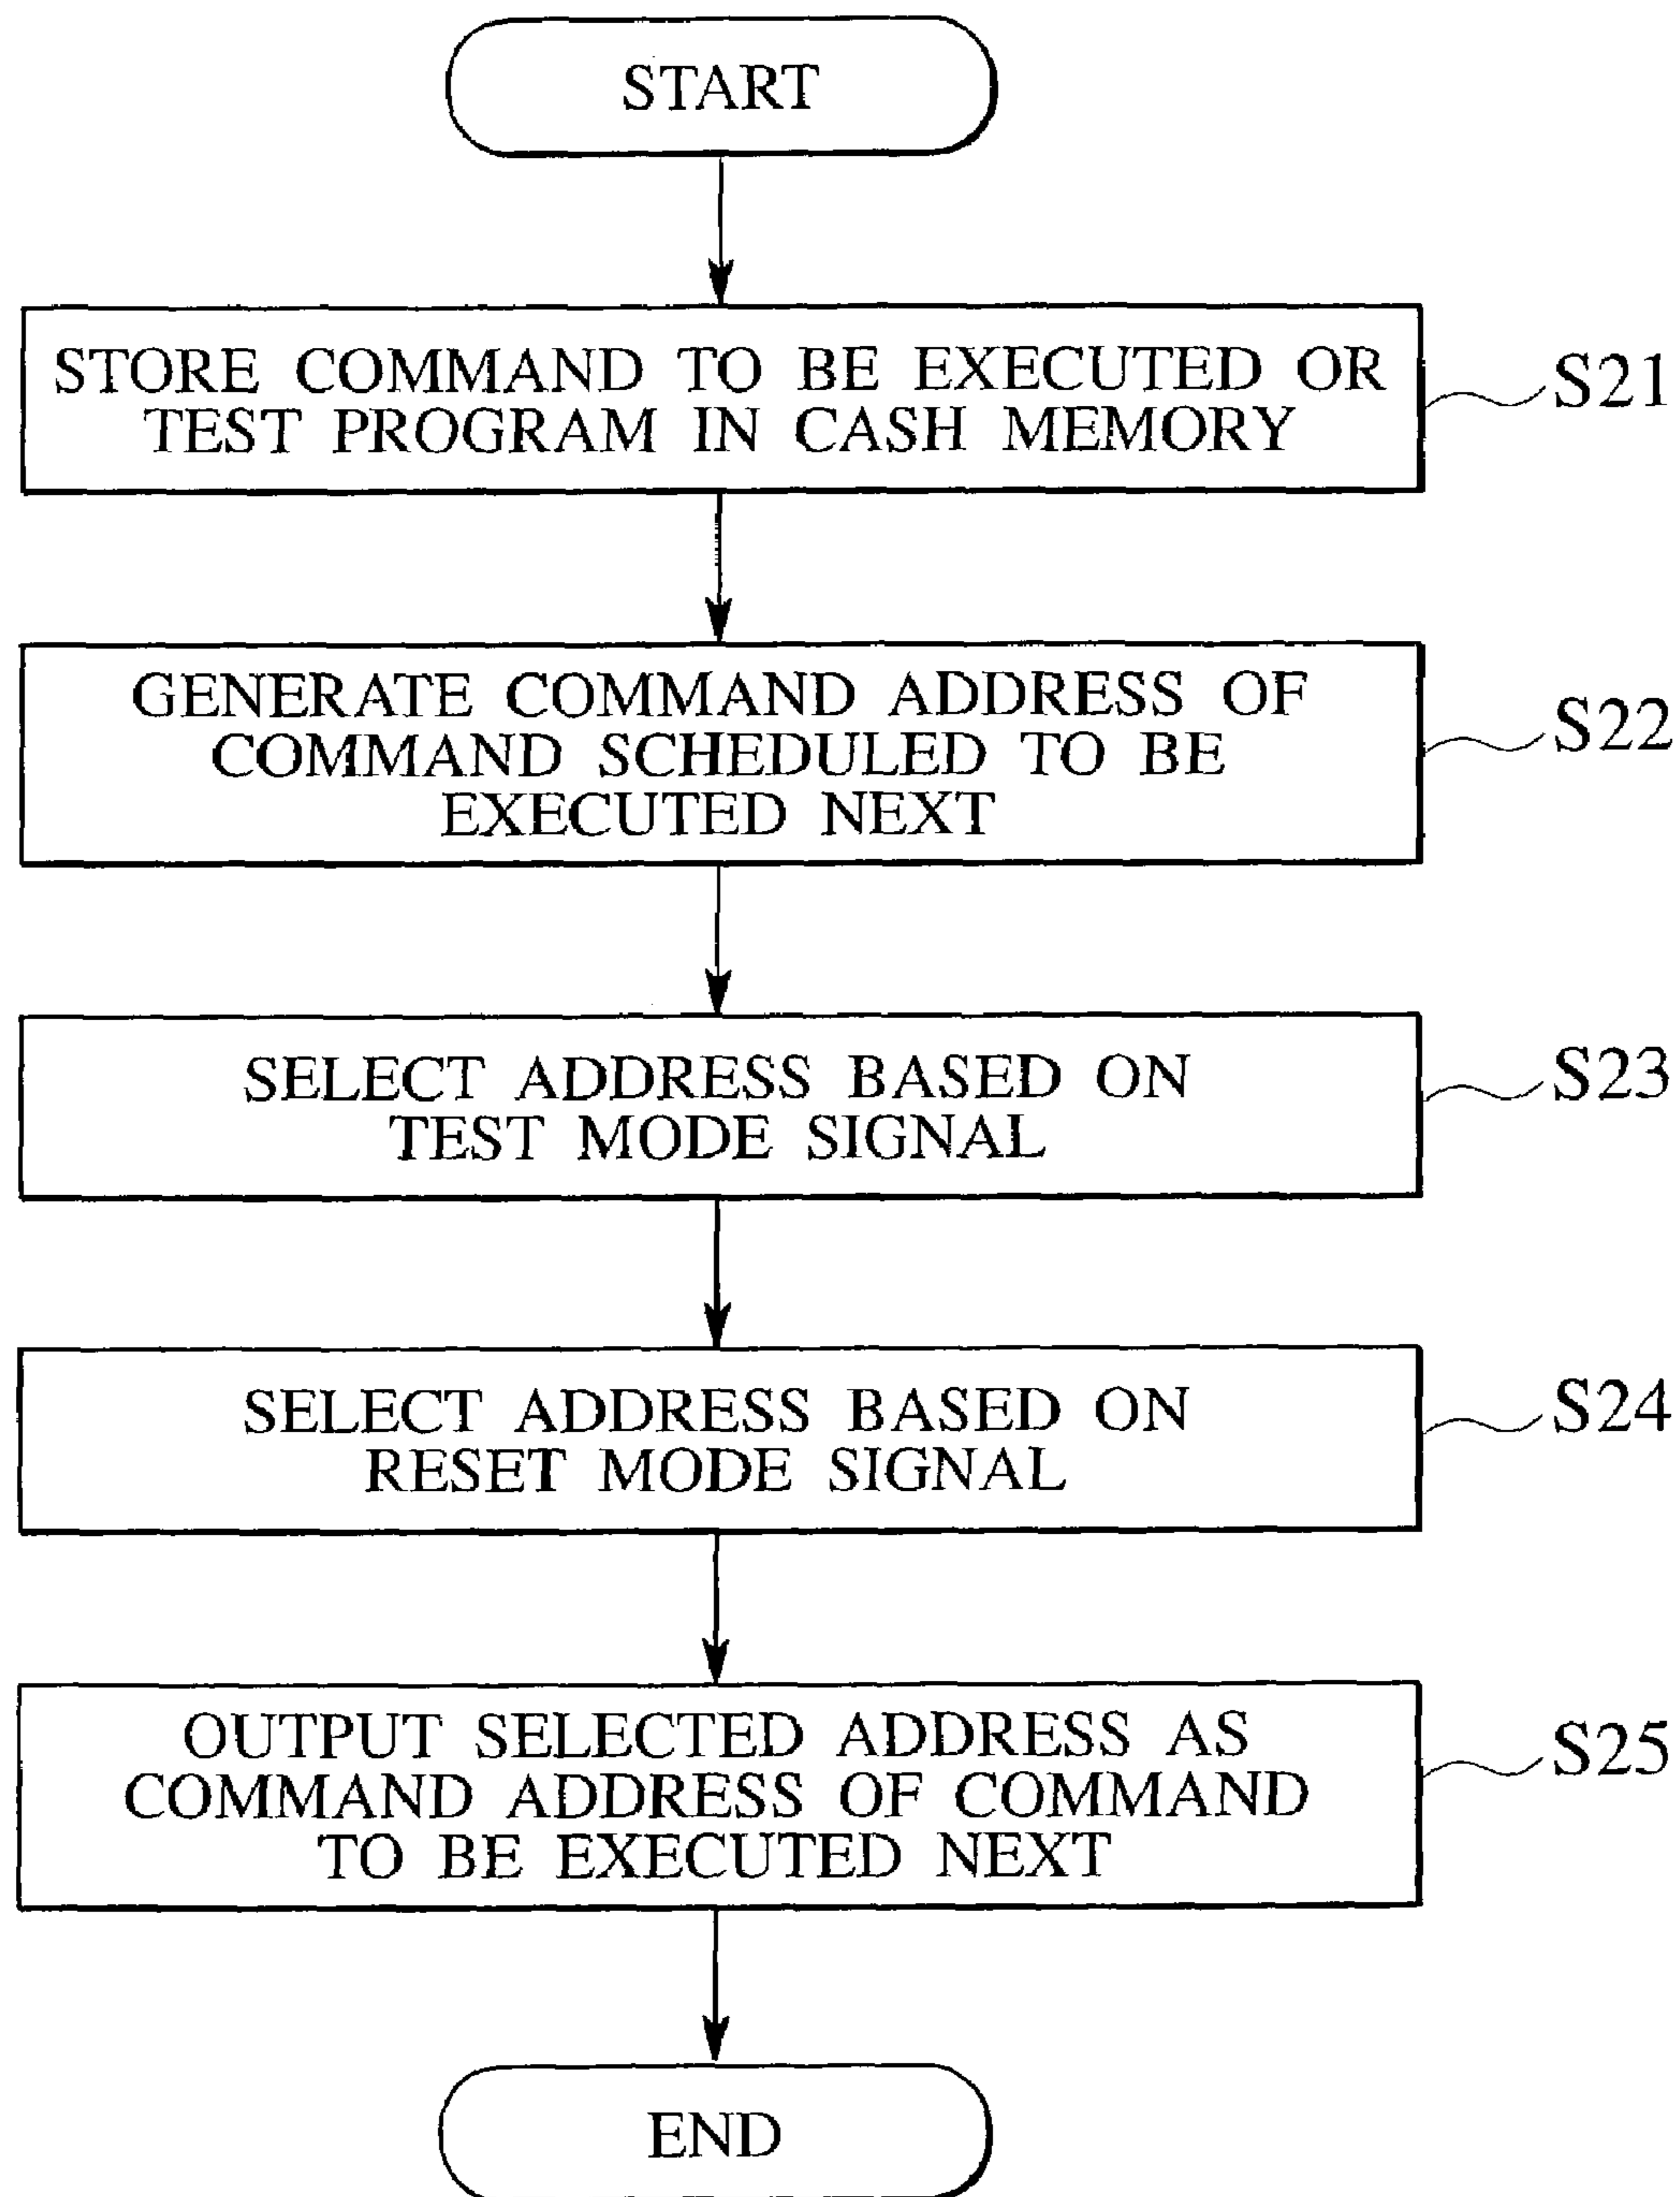 START
STORE COMMAND TO BE EXECUTED OR
TEST PROGRAM IN CASH MEMORY
S21
GENERATE COMMAND ADDRESS OF
COMMAND SCHEDULED TO BE
EXECUTED NEXT
S22
SELECT ADDRESS BASED ON
TEST MODE SIGNAL
S23
SELECT ADDRESS BASED ON
RESET MODE SIGNAL
S24
OUTPUT SELECTED ADDRESS AS
COMMAND ADDRESS OF COMMAND
TO BE EXECUTED NEXT
S25
END